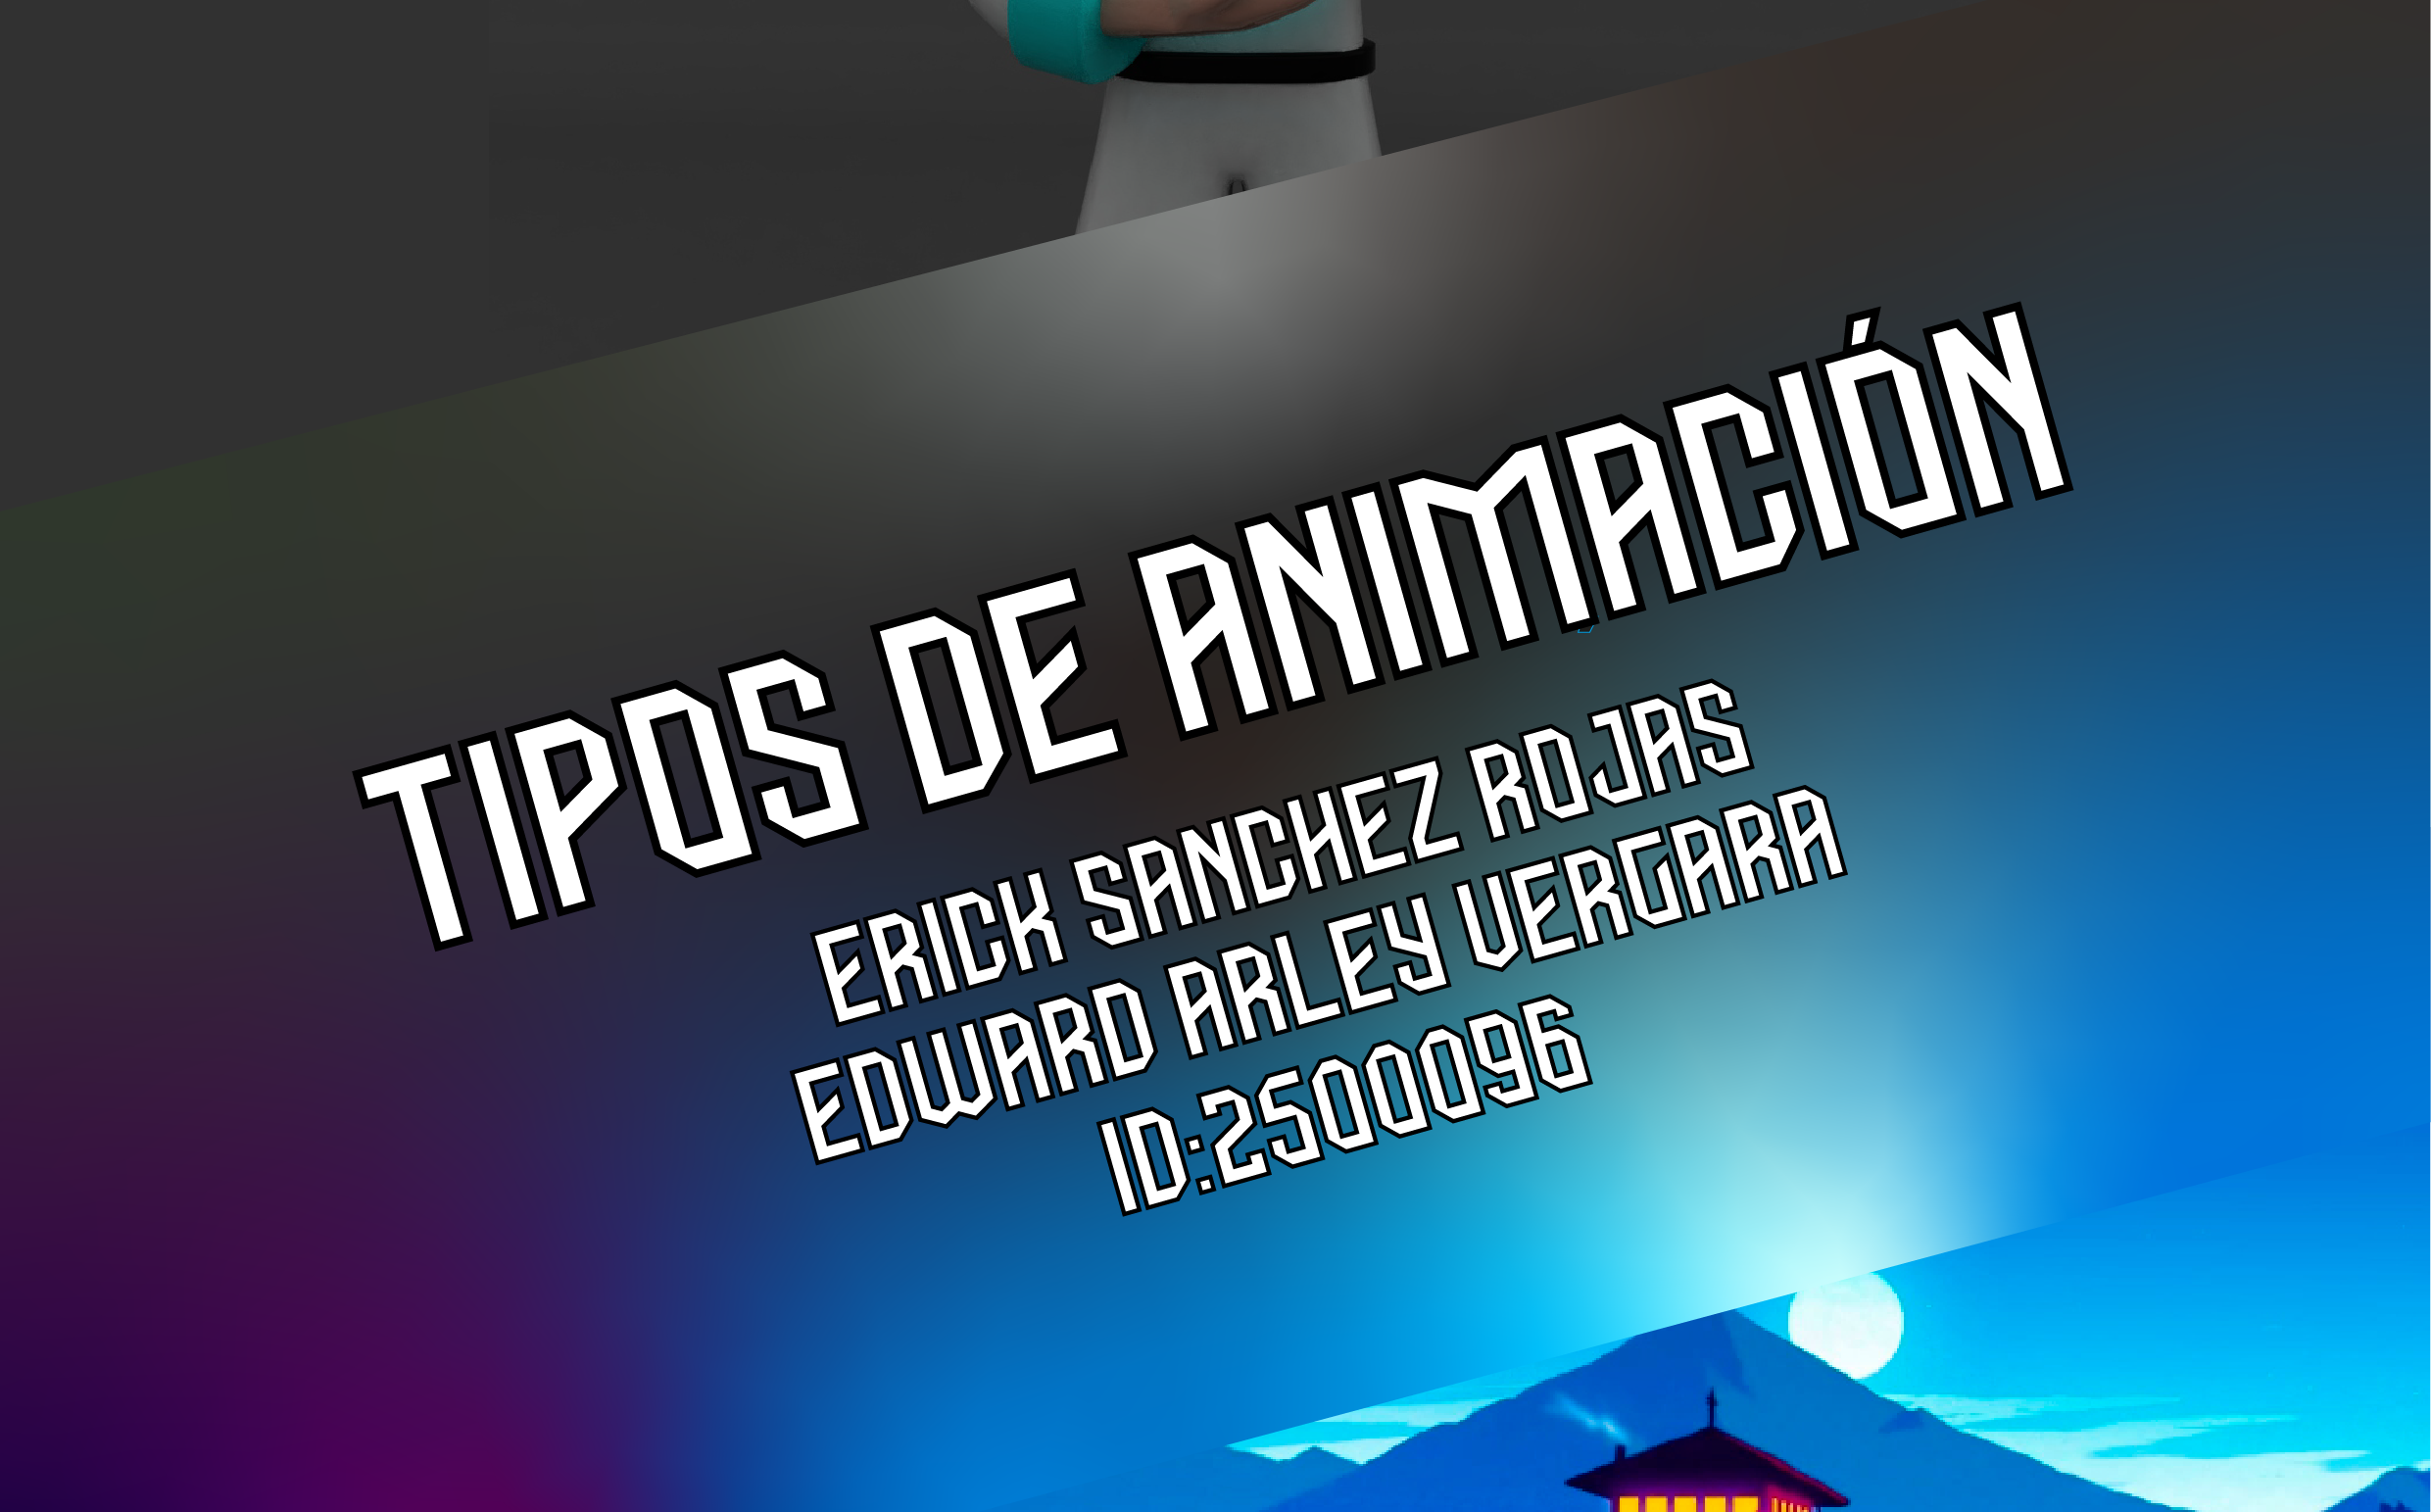 TIPOS DE ANIMACIÓN
ERICK SANCHEZ ROJAS
EDWARD ARLEY VERGARA
ID:2500096